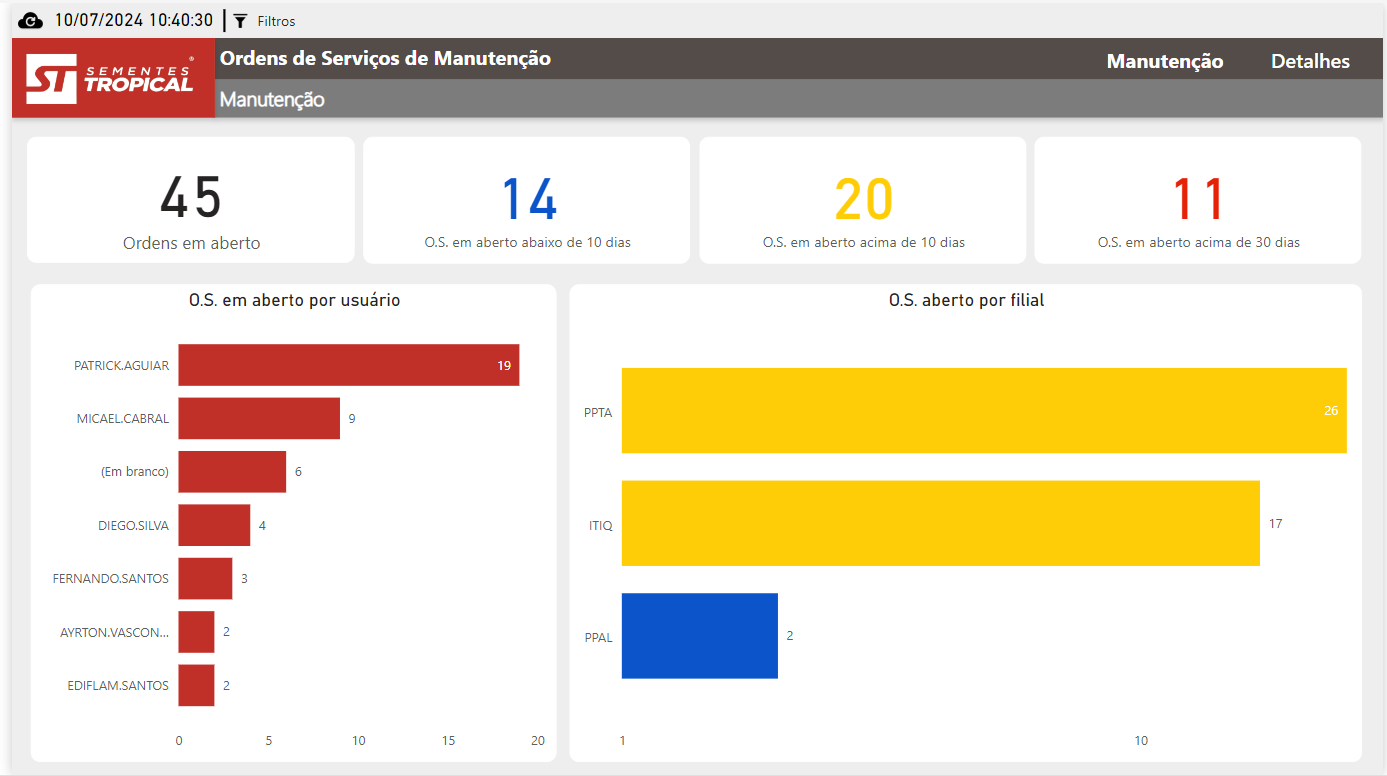 10/07/2024 10:40:30 Filtros
ST SEMENTES TROPICAL®
Ordens de Serviços de Manutenção
Manutenção Detalhes
Manutenção
45
Ordens em aberto
14
O.S. em aberto abaixo de 10 dias
20
O.S. em aberto acima de 10 dias
11
O.S. em aberto acima de 30 dias
O.S. em aberto por usuário
PATRICK.AGUIAR 19
MICAEL.CABRAL 9
(Em branco) 6
DIEGO.SILVA 4
FERNANDO.SANTOS 3
AYRTON.VASCON... 2
EDIFLAM.SANTOS 2
0 5 10 15 20
O.S. aberto por filial
PPTA 26
ITIQ 17
PPAL 2
1 10